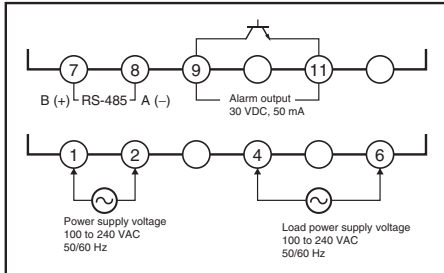 7 8 9 11
B (+) RS-485 A (–)
Alarm output
30 VDC, 50 mA
1 2 4 6
Power supply voltage
100 to 240 VAC
50/60 Hz
Load power supply voltage
100 to 240 VAC
50/60 Hz